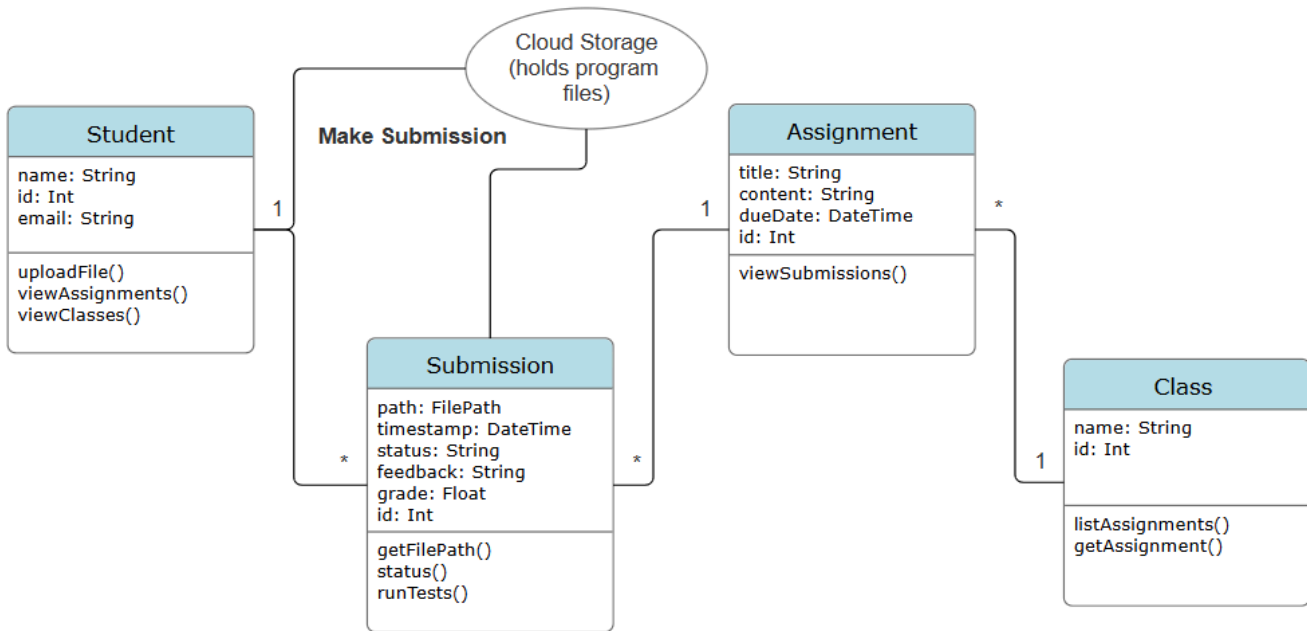 Cloud Storage
(holds program
files)
Make Submission
Student
name: String
id: Int
email: String
uploadFile()
viewAssignments()
viewClasses()
1
*
Submission
path: FilePath
timestamp: DateTime
status: String
feedback: String
grade: Float
id: Int
getFilePath()
status()
runTests()
*
1
Assignment
title: String
content: String
dueDate: DateTime
id: Int
viewSubmissions()
*
1
Class
name: String
id: Int
listAssignments()
getAssignment()